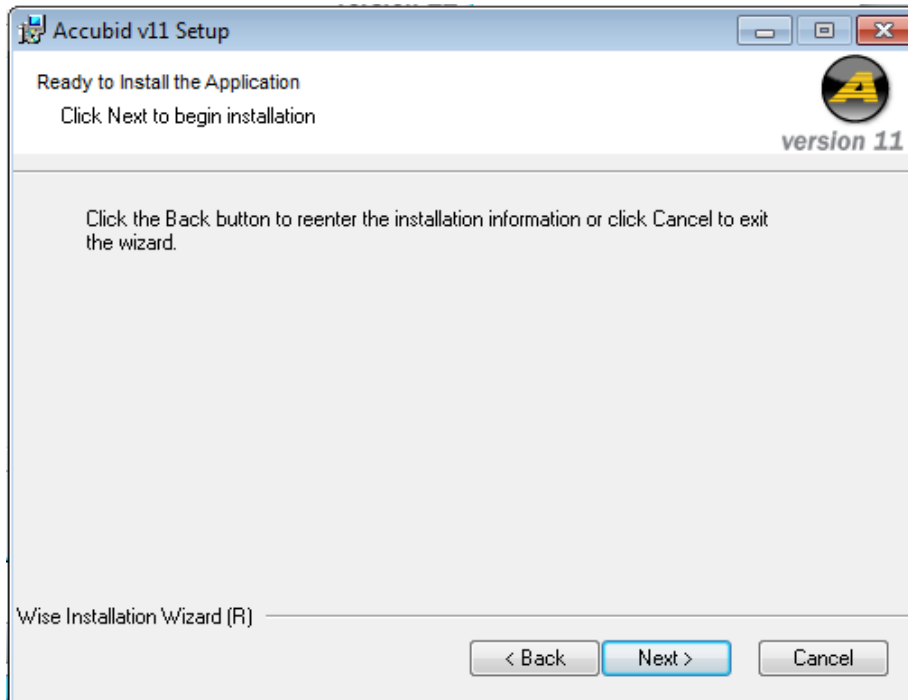 Accubid v11 Setup
Ready to Install the Application
Click Next to begin installation
A
version 11
Click the Back button to reenter the installation information or click Cancel to exit
the wizard.
Wise Installation Wizard (R)
< Back
Next >
Cancel